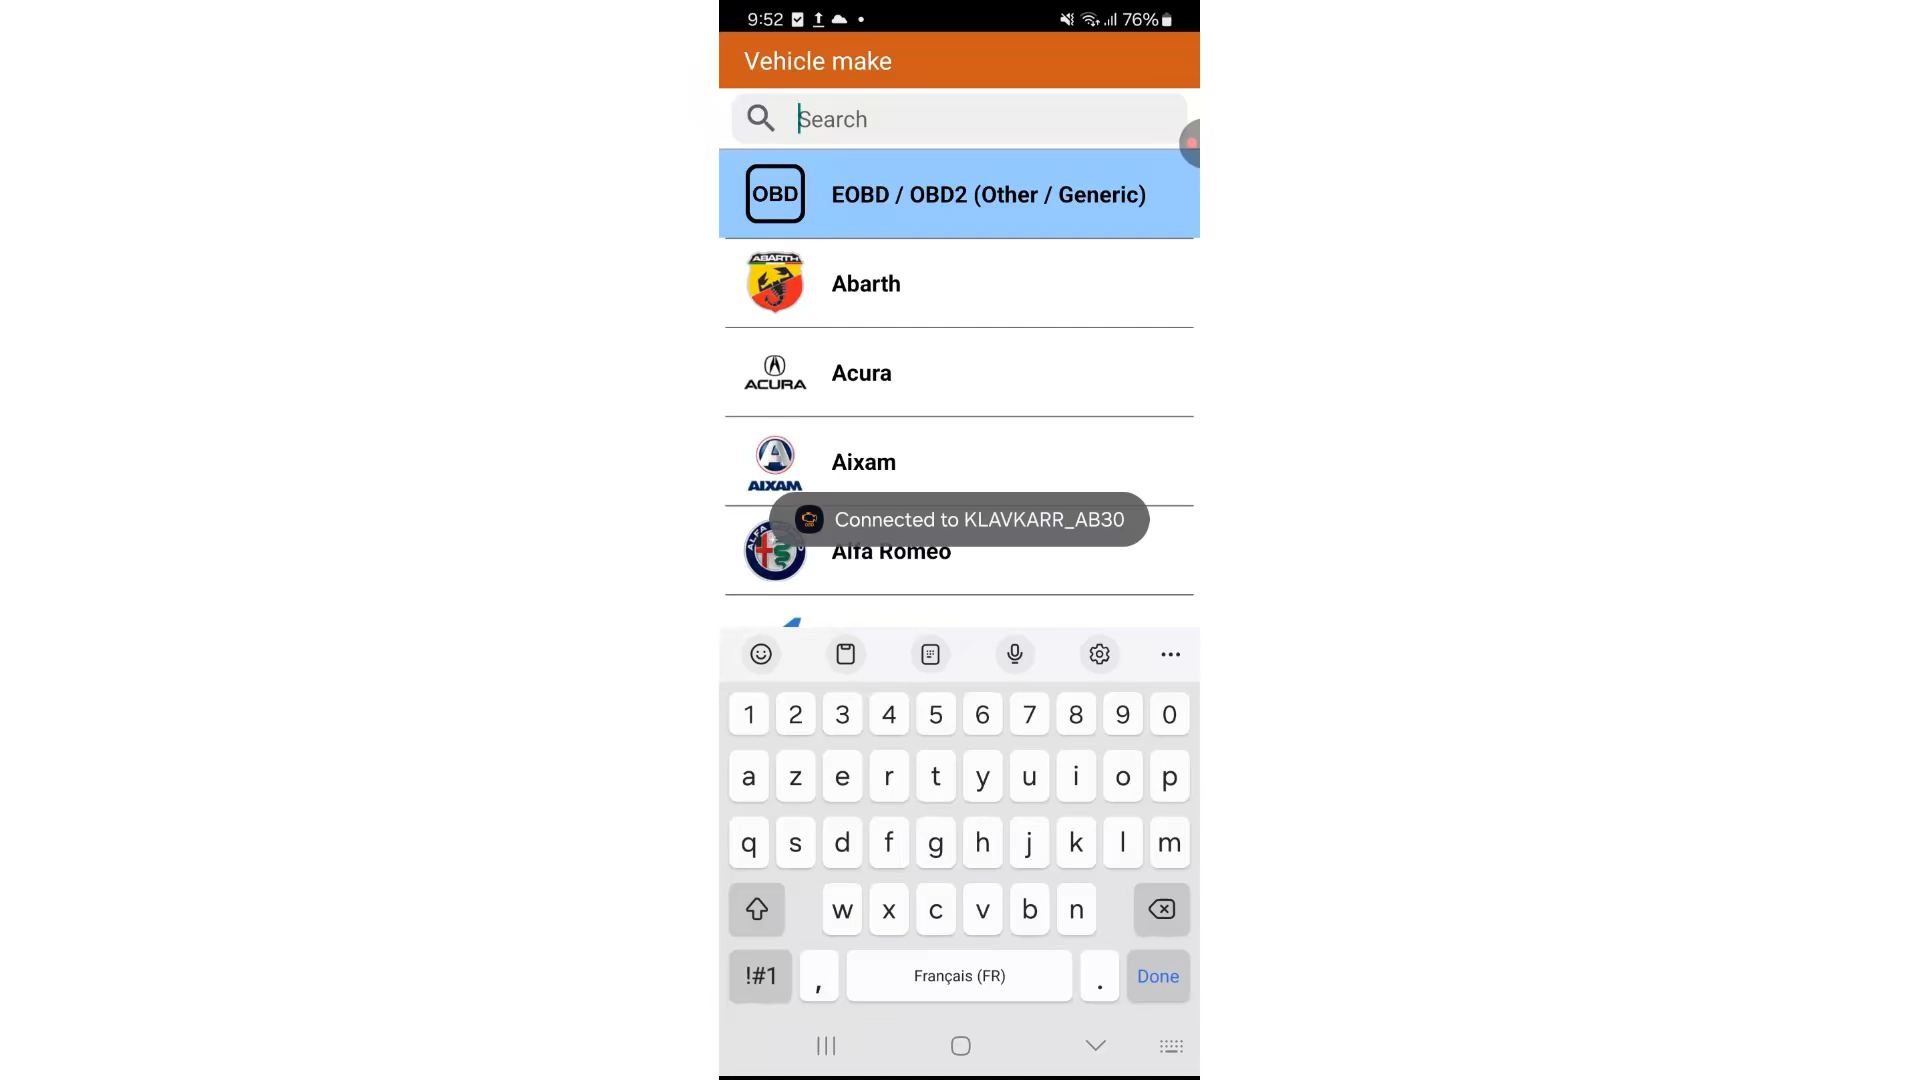 9:52
76%
Vehicle make
Search
OBD
EOBD / OBD2 (Other / Generic)
ABARTH
Abarth
ACURA
Acura
AIXAM
Aixam
Connected to KLAVKARR_AB30
ALFA
Alfa Romeo
1 2 3 4 5 6 7 8 9 0
a z e r t y u i o p
q s d f g h j k l m
w x c v b n
!#1 , Français (FR) . Done